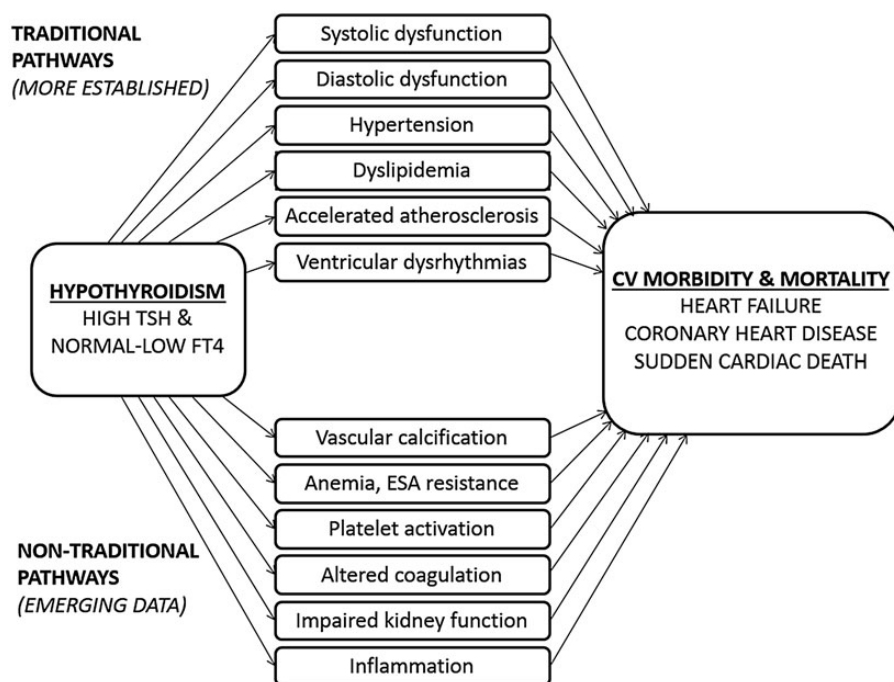 TRADITIONAL
PATHWAYS
(MORE ESTABLISHED)
Systolic dysfunction
Diastolic dysfunction
Hypertension
Dyslipidemia
Accelerated atherosclerosis
Ventricular dysrhythmias
HYPOTHYROIDISM
HIGH TSH &
NORMAL-LOW FT4
CV MORBIDITY & MORTALITY
HEART FAILURE
CORONARY HEART DISEASE
SUDDEN CARDIAC DEATH
NON-TRADITIONAL
PATHWAYS
(EMERGING DATA)
Vascular calcification
Anemia, ESA resistance
Platelet activation
Altered coagulation
Impaired kidney function
Inflammation